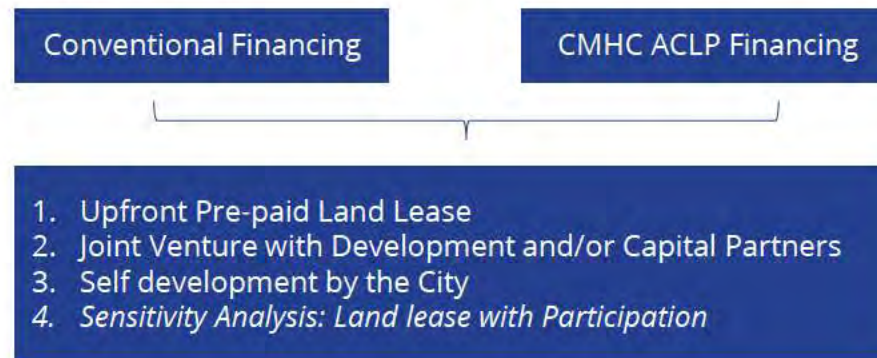 Conventional Financing
CMHC ACLP Financing
1. Upfront Pre-paid Land Lease
2. Joint Venture with Development and/or Capital Partners
3. Self development by the City
4. Sensitivity Analysis: Land lease with Participation